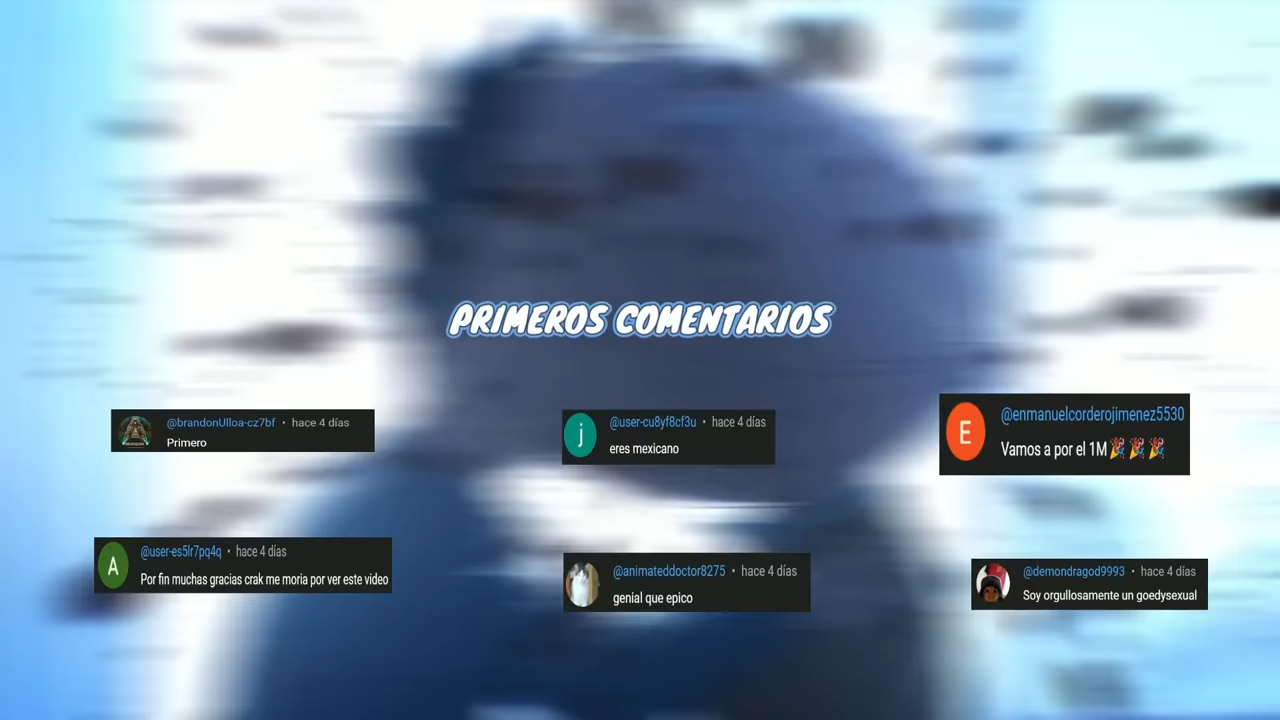 PRIMEROS COMENTARIOS
@brandonUlloa-cz7bf • hace 4 días
Primero
@user-cu8yf8cf3u • hace 4 días
j
eres mexicano
@enmanuelcorderojimenez5530
E
Vamos a por el 1M🎉🎉🎉
@user-es5lr7pq4q • hace 4 días
A
Por fin muchas gracias crak me moria por ver este video
@animateddoctor8275 • hace 4 días
genial que epico
@demondragod9993 • hace 4 días
Soy orgullosamente un goedysexual